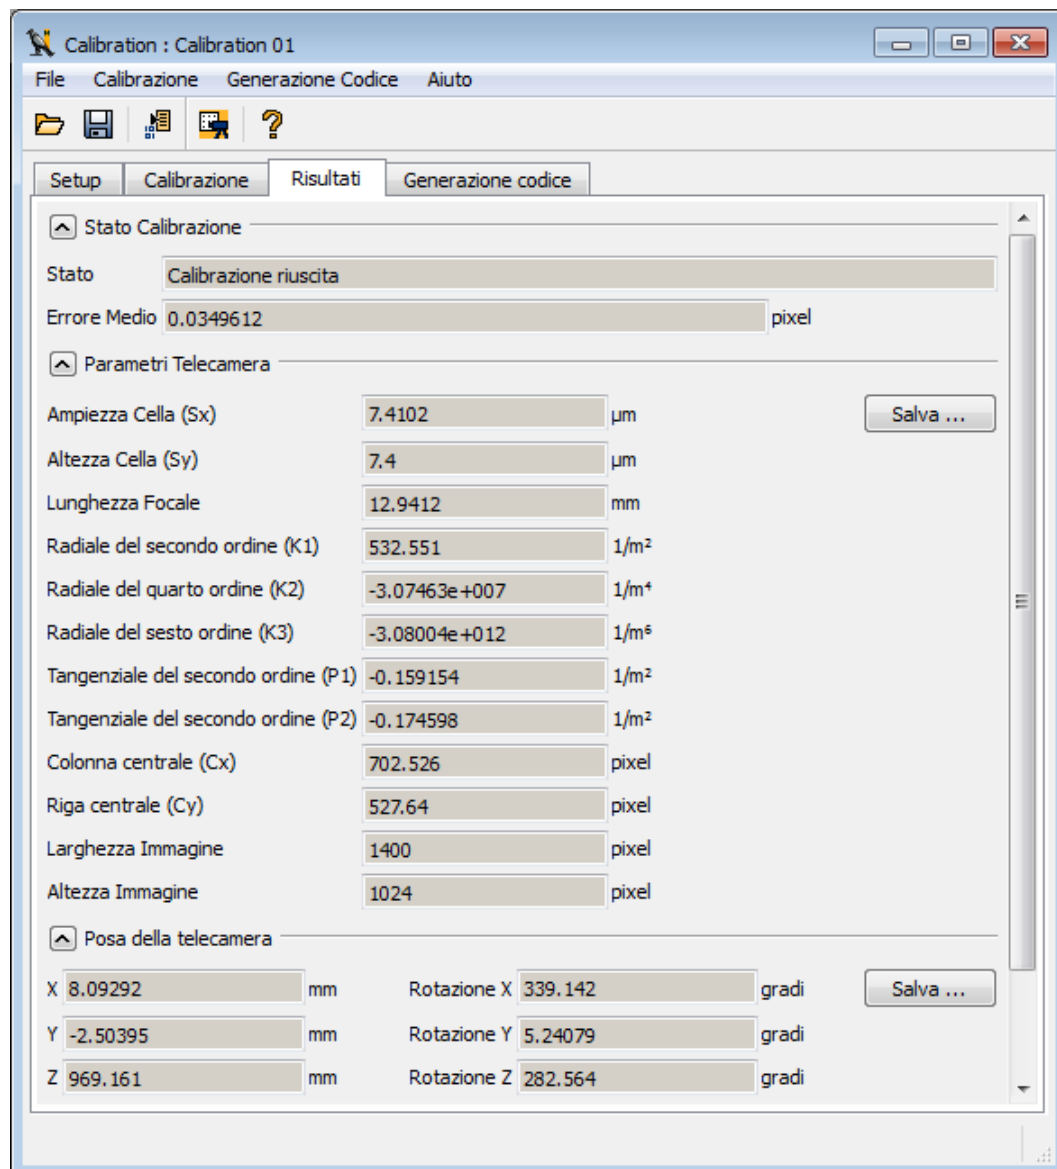 Calibration : Calibration 01
File Calibrazione Generazione Codice Aiuto
Setup Calibrazione Risultati Generazione codice
Stato Calibrazione
Stato Calibrazione riuscita
Errore Medio 0.0349612 pixel
Parametri Telecamera
Ampiezza Cella (Sx) 7.4102 µm Salva ...
Altezza Cella (Sy) 7.4 µm
Lunghezza Focale 12.9412 mm
Radiale del secondo ordine (K1) 532.551 1/m²
Radiale del quarto ordine (K2) -3.07463e+007 1/m⁴
Radiale del sesto ordine (K3) -3.08004e+012 1/m⁶
Tangenziale del secondo ordine (P1) -0.159154 1/m²
Tangenziale del secondo ordine (P2) -0.174598 1/m²
Colonna centrale (Cx) 702.526 pixel
Riga centrale (Cy) 527.64 pixel
Larghezza Immagine 1400 pixel
Altezza Immagine 1024 pixel
Posa della telecamera
X 8.09292 mm Rotazione X 339.142 gradi Salva ...
Y -2.50395 mm Rotazione Y 5.24079 gradi
Z 969.161 mm Rotazione Z 282.564 gradi